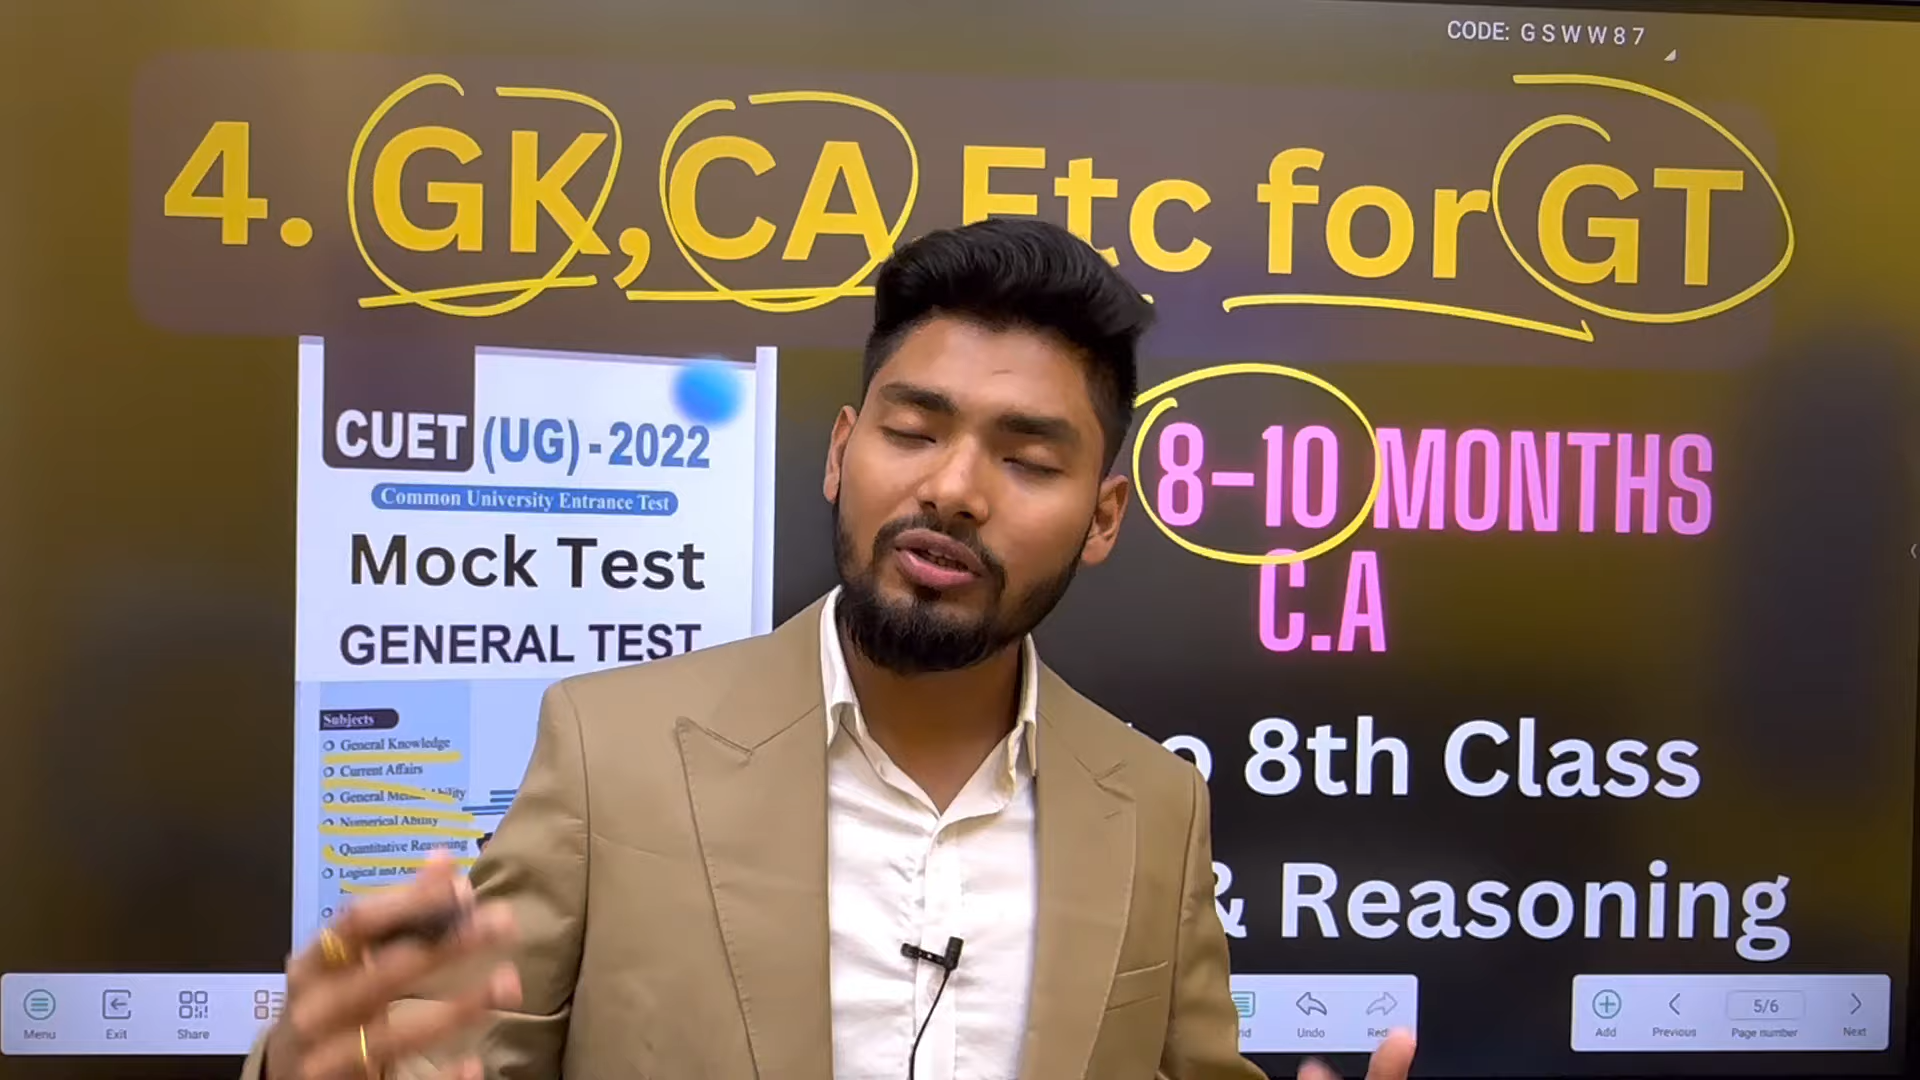 CODE: GSWW87
4. GK, CA Etc for GT
CUET (UG) - 2022
Common University Entrance Test
Mock Test
GENERAL TEST
Subjects
General Knowledge
Current Affairs
General
Numerical Ability
Quantitative Reasoning
Logical and
8-10 MONTHS
C.A
8th Class
& Reasoning
Menu
Exit
Share
Undo
Add
Previous
5/6
Page number
Next